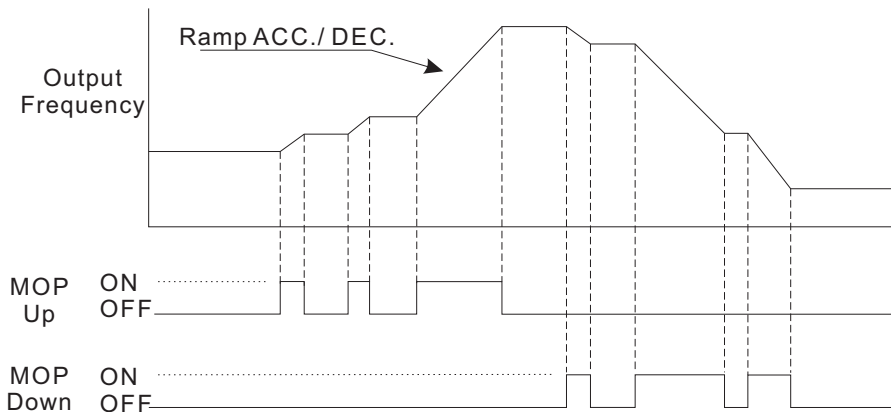 Ramp ACC./ DEC.
Output
Frequency
MOP
Up
ON
OFF
MOP
Down
ON
OFF